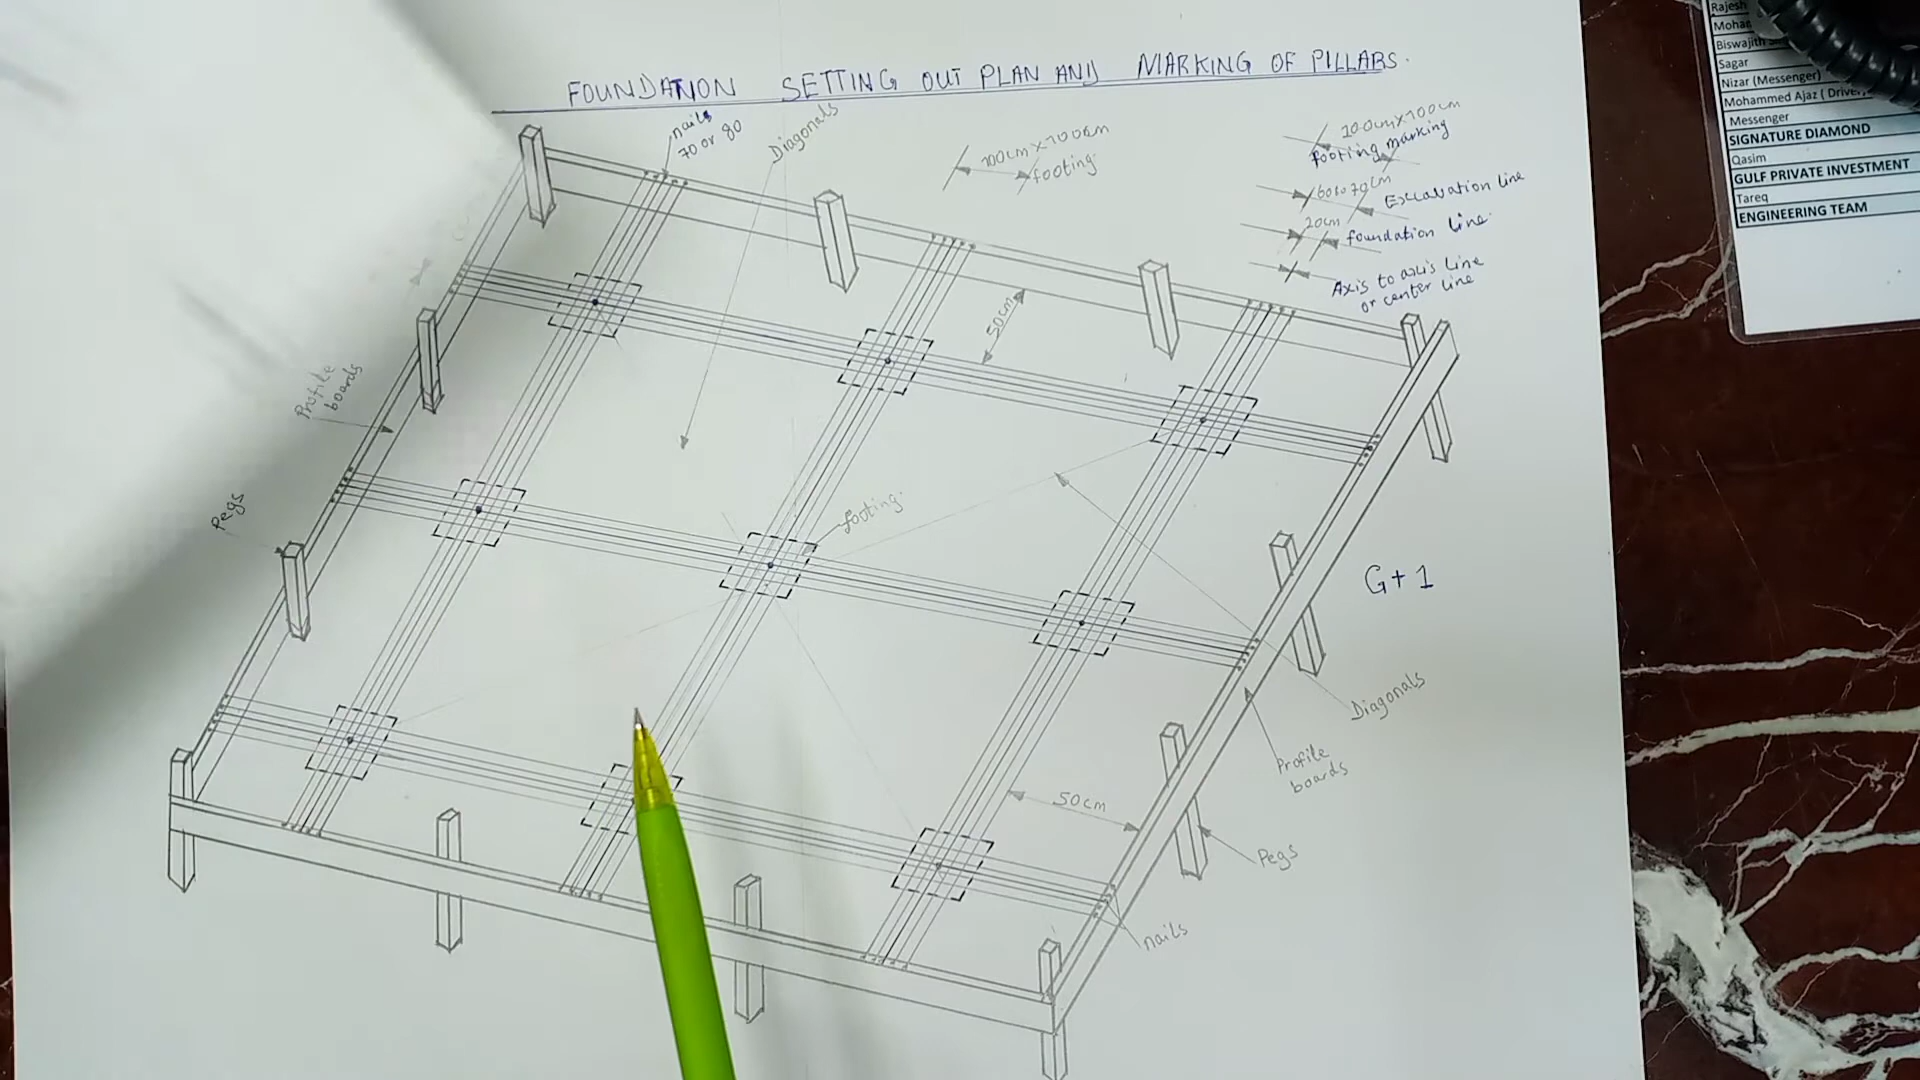 FOUNDATION SETTING OUT PLAN AND MARKING OF PILLARS.
nails
70 or 80
Diagonals
100cm x 100cm
footing
100cm x 100cm
footing marking
60 to 70cm
Excavation line
20cm
foundation line
Axis to axis line
or center line
50cm
Profile
boards
Pegs
footing
G+1
Diagonals
Profile
boards
50cm
Pegs
nails
Rajesh
Biswajith
Sagar
Nizar (Messenger)
Mohammed Ajaz ( Driver
Messenger
SIGNATURE DIAMOND
Qasim
GULF PRIVATE INVESTMENT
Tareq
ENGINEERING TEAM